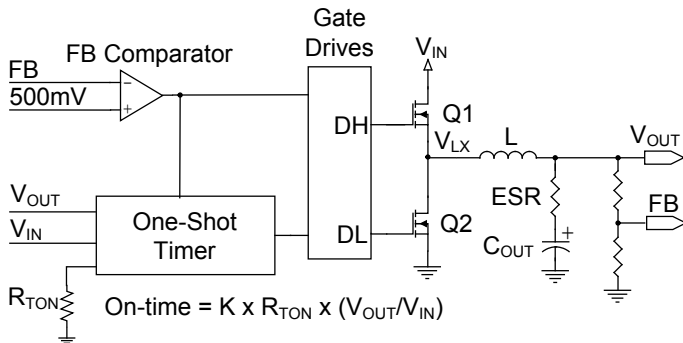 Gate
Drives
FB Comparator
FB
500mV
−
+
V_IN
DH
Q1
V_LX
L
V_OUT
ESR
FB
+
C_OUT
V_OUT
V_IN
One-Shot
Timer
DL
Q2
R_TON
On-time = K x R_TON x (V_OUT/V_IN)